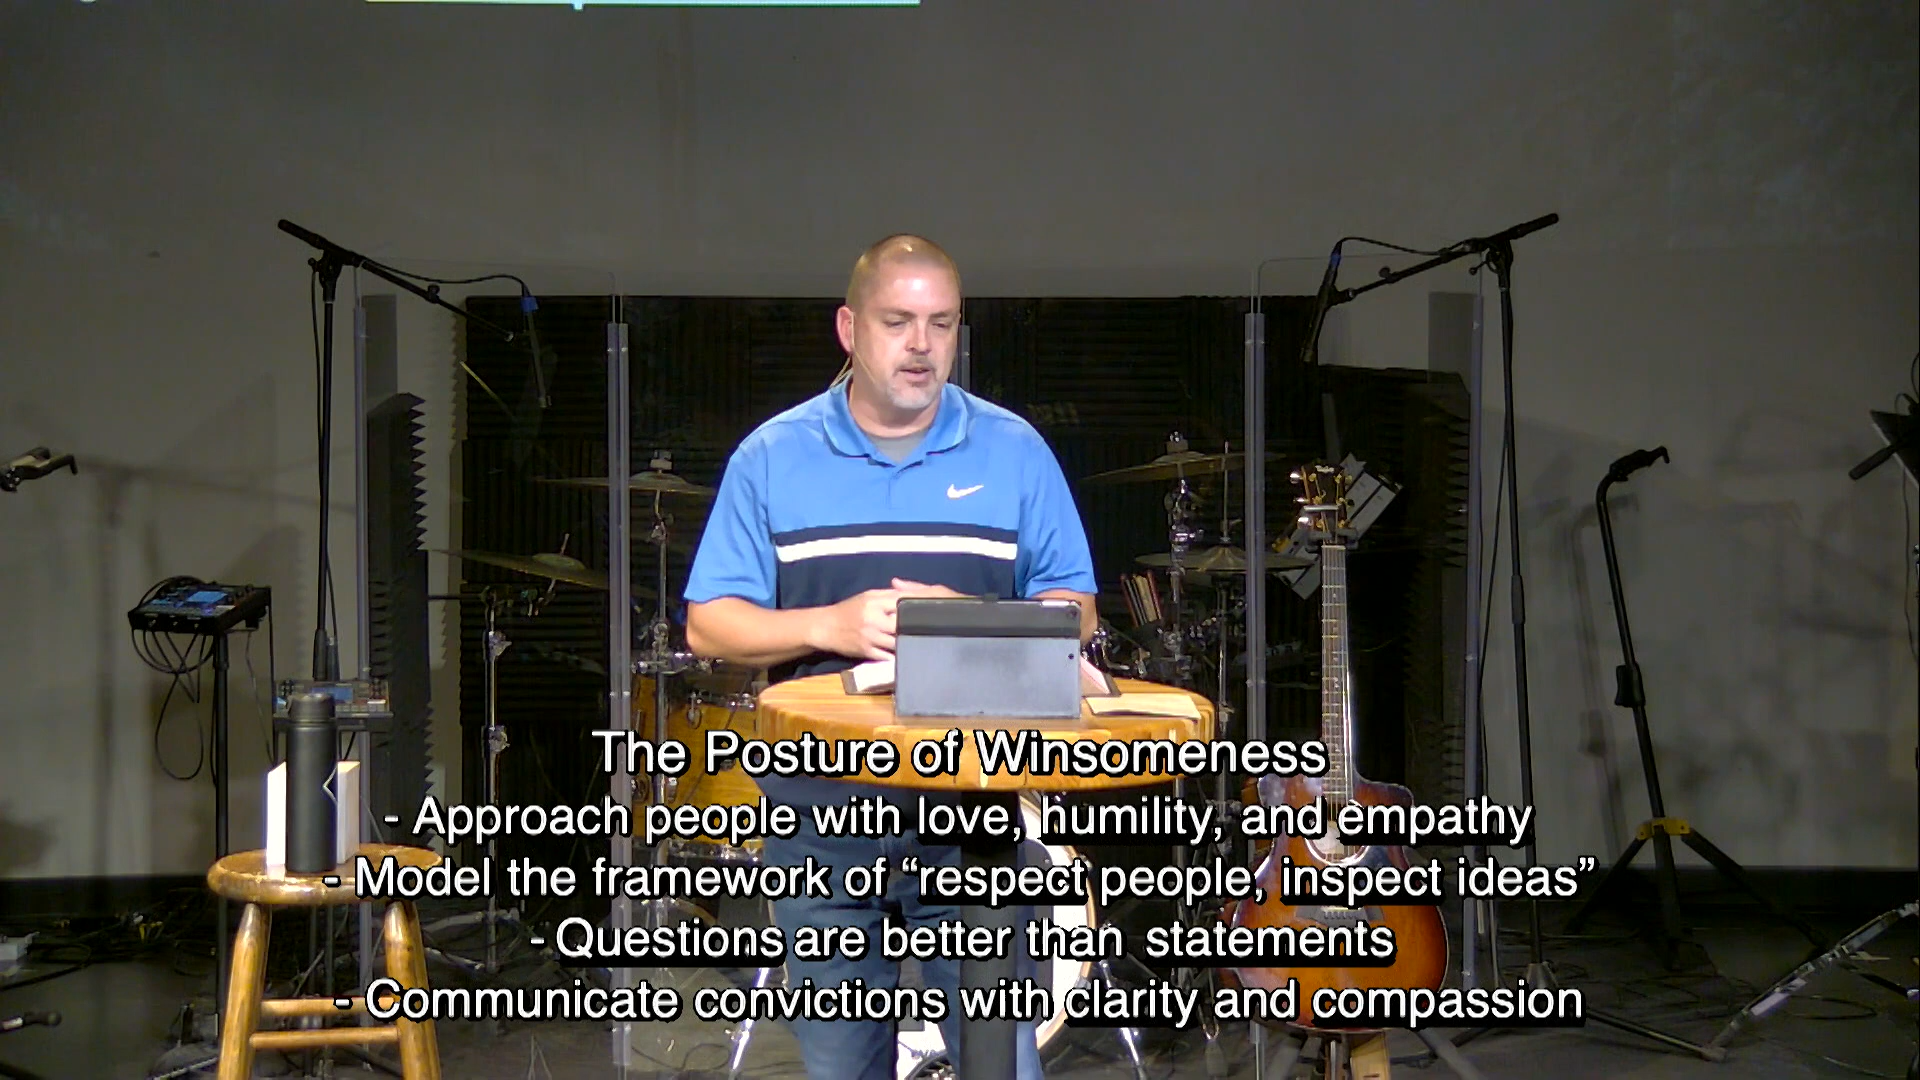 The Posture of Winsomeness
- Approach people with love, humility, and empathy
- Model the framework of “respect people, inspect ideas”
- Questions are better than statements
- Communicate convictions with clarity and compassion